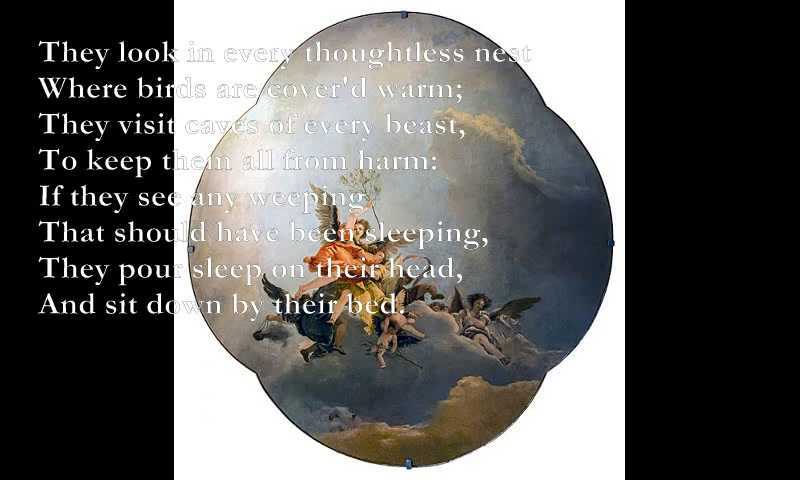 They look in every thoughtless nest
Where birds are cover'd warm;
They visit caves of every beast,
To keep them all from harm:
If they see any weeping
That should have been sleeping,
They pour sleep on their head,
And sit down by their bed.